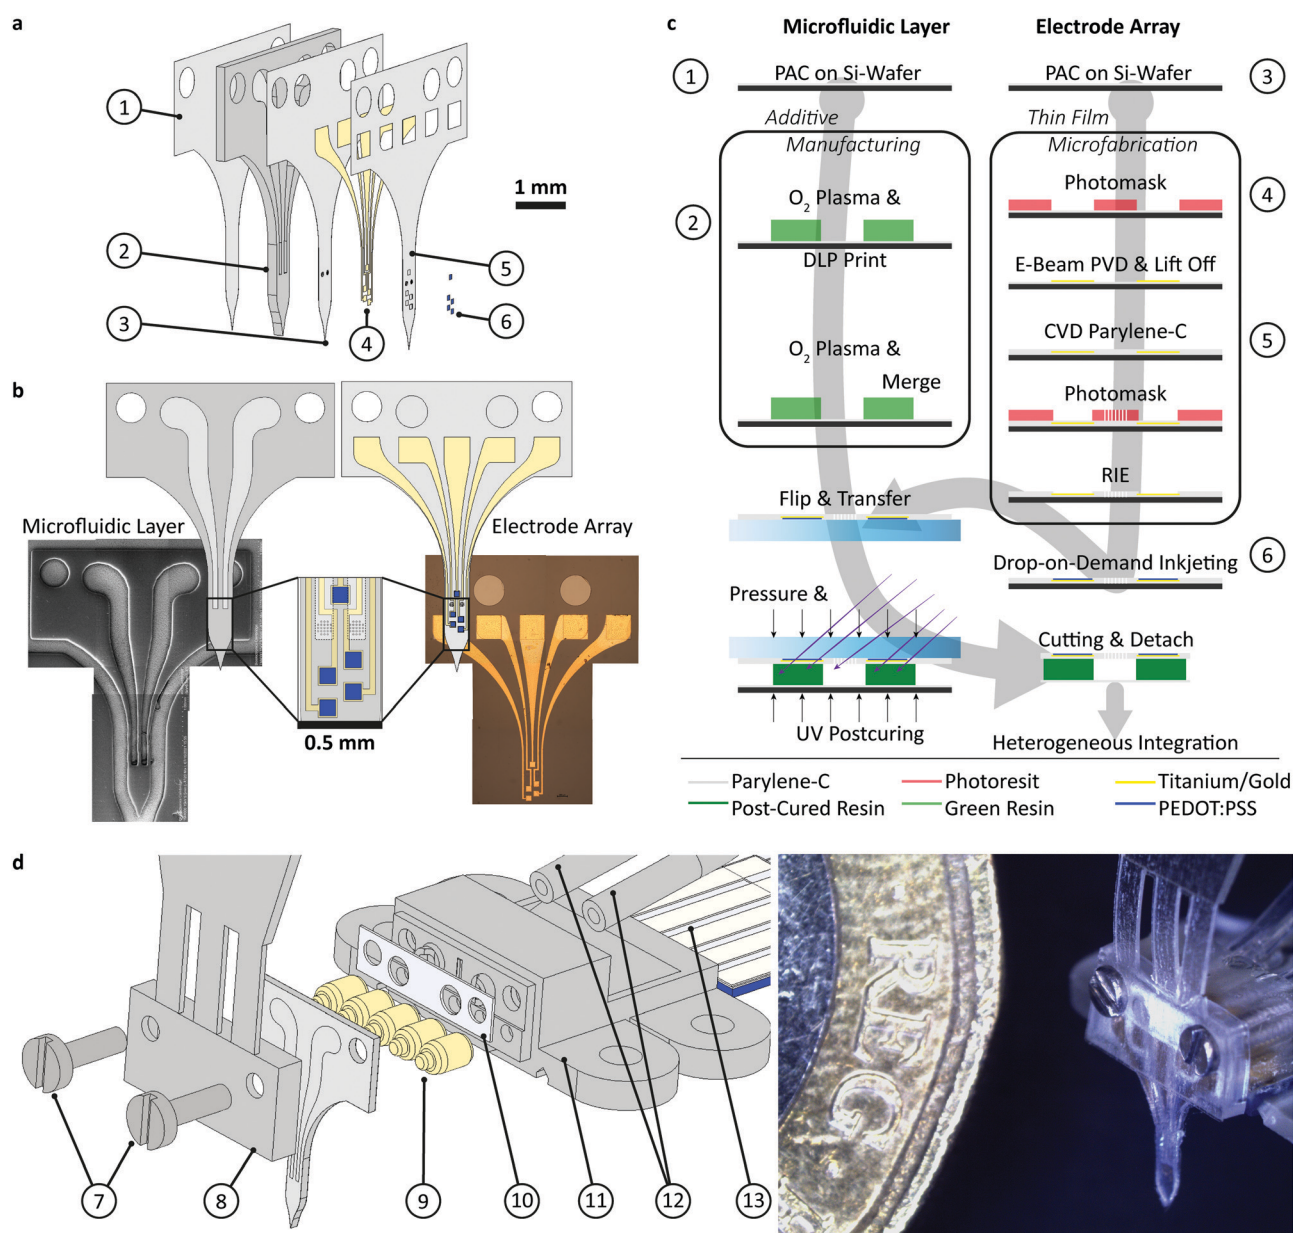 a
1
2
3
4
5
6
1 mm
b
Microfluidic Layer
Electrode Array
0.5 mm
c
Microfluidic Layer
Electrode Array
1
PAC on Si-Wafer
PAC on Si-Wafer
3
Additive
Manufacturing
Thin Film
Microfabrication
2
O2 Plasma &
DLP Print
O2 Plasma &
Merge
Photomask
4
E-Beam PVD & Lift Off
CVD Parylene-C
5
Photomask
RIE
Flip & Transfer
Drop-on-Demand Inkjeting
6
Pressure &
UV Postcuring
Cutting & Detach
Heterogeneous Integration
Parylene-C
Photoresit
Titanium/Gold
Post-Cured Resin
Green Resin
PEDOT:PSS
d
7
8
9
10
11
12
13